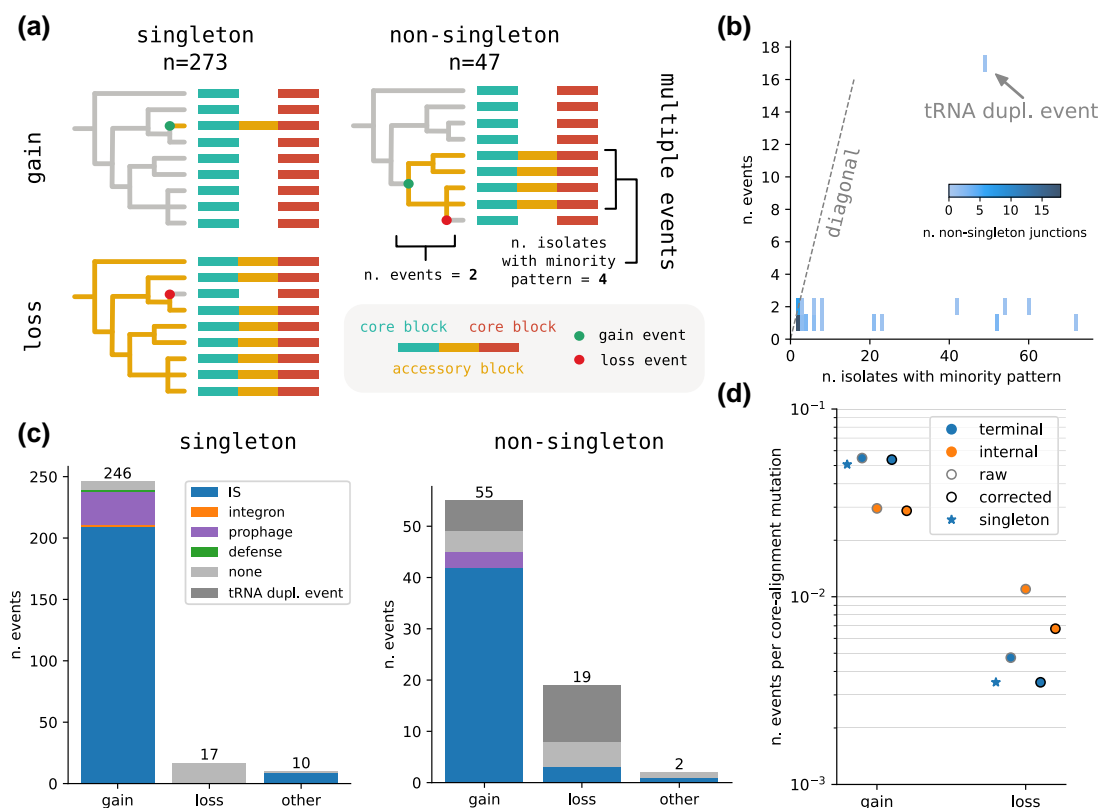 (a)
singleton
n=273
non-singleton
n=47
gain
loss
multiple events
n. events = 2
n. isolates
with minority
pattern = 4
core block
core block
accessory block
gain event
loss event
(b)
18
16
14
12
10
8
6
4
2
0
n. events
0
20
40
60
n. isolates with minority pattern
diagonal
tRNA dupl. event
0
5
10
15
n. non-singleton junctions
(c)
singleton
250
200
150
100
50
0
n. events
246
17
10
gain
loss
other
IS
integron
prophage
defense
none
tRNA dupl. event
non-singleton
50
40
30
20
10
0
n. events
55
19
2
gain
loss
other
(d)
10⁻¹
10⁻²
10⁻³
n. events per core-alignment mutation
terminal
internal
raw
corrected
singleton
gain
loss